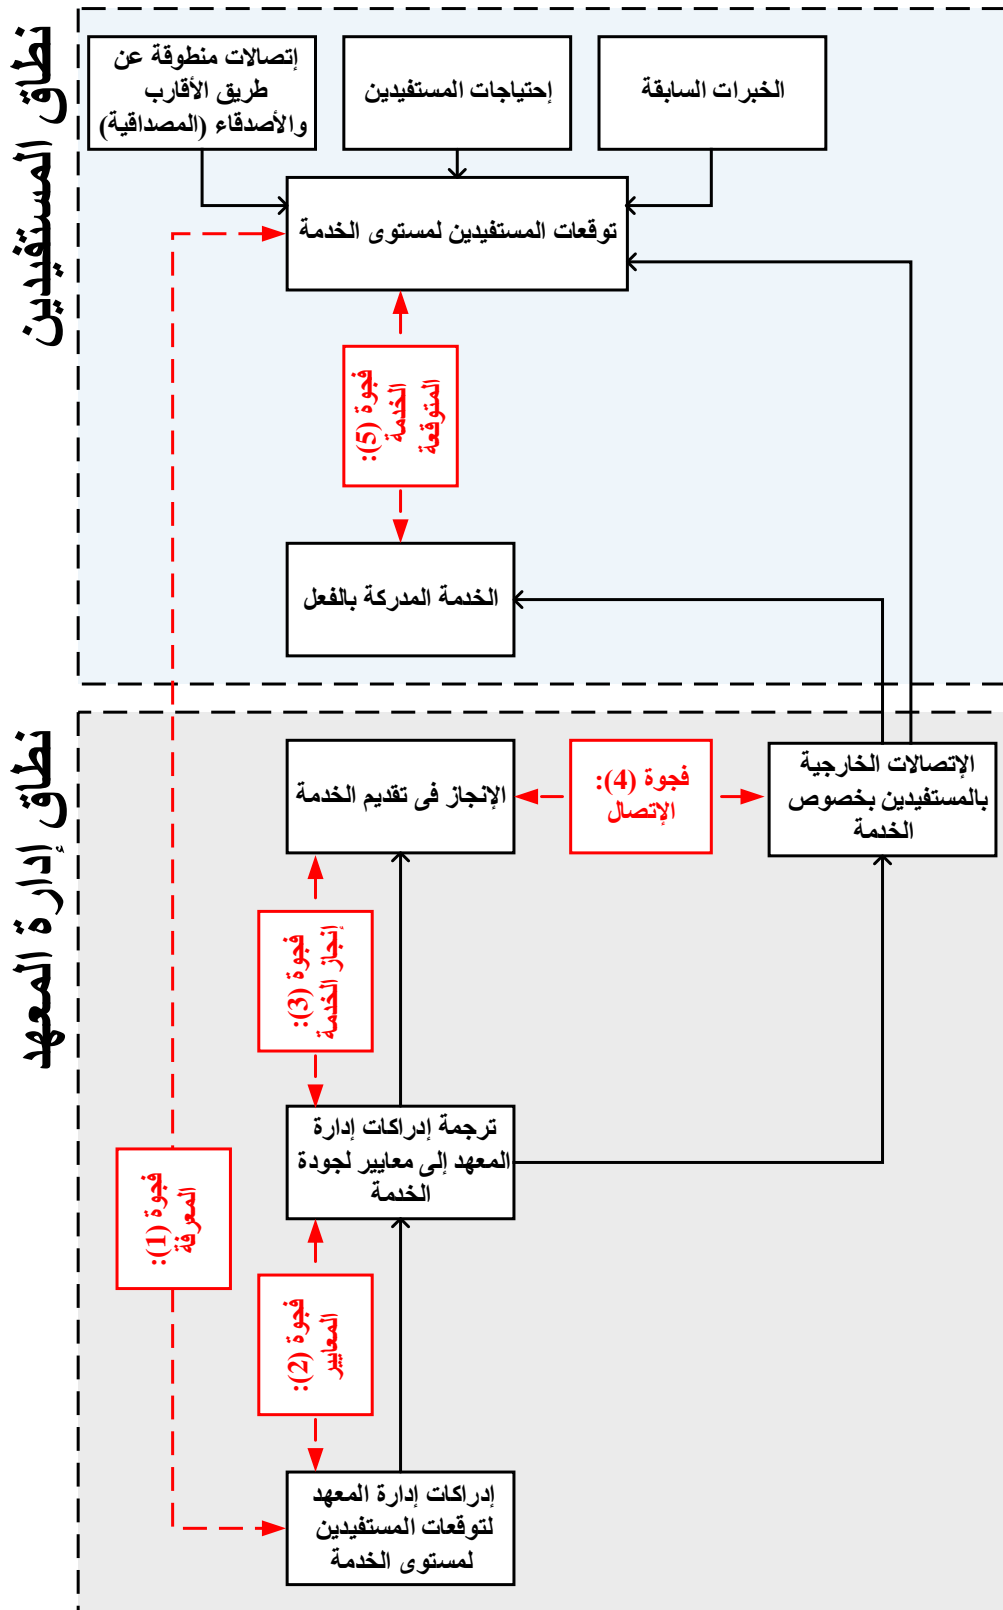 نطاق المستفيدين
الخبرات السابقة
إحتياجات المستفيدين
إتصالات منطوقة عن
طريق الأقارب
والأصدقاء (المصداقية)
توقعات المستفيدين لمستوى الخدمة
فجوة (5):
الخدمة
المتوقعة
الخدمة المدركة بالفعل
نطاق إدارة المعهد
الإتصالات الخارجية
بالمستفيدين بخصوص
الخدمة
فجوة (4):
الإتصال
الإنجاز فى تقديم الخدمة
فجوة (3):
إنجاز الخدمة
ترجمة إدراكات إدارة
المعهد إلى معايير لجودة
الخدمة
فجوة (1):
المعرفة
فجوة (2):
المعايير
إدراكات إدارة المعهد
لتوقعات المستفيدين
لمستوى الخدمة